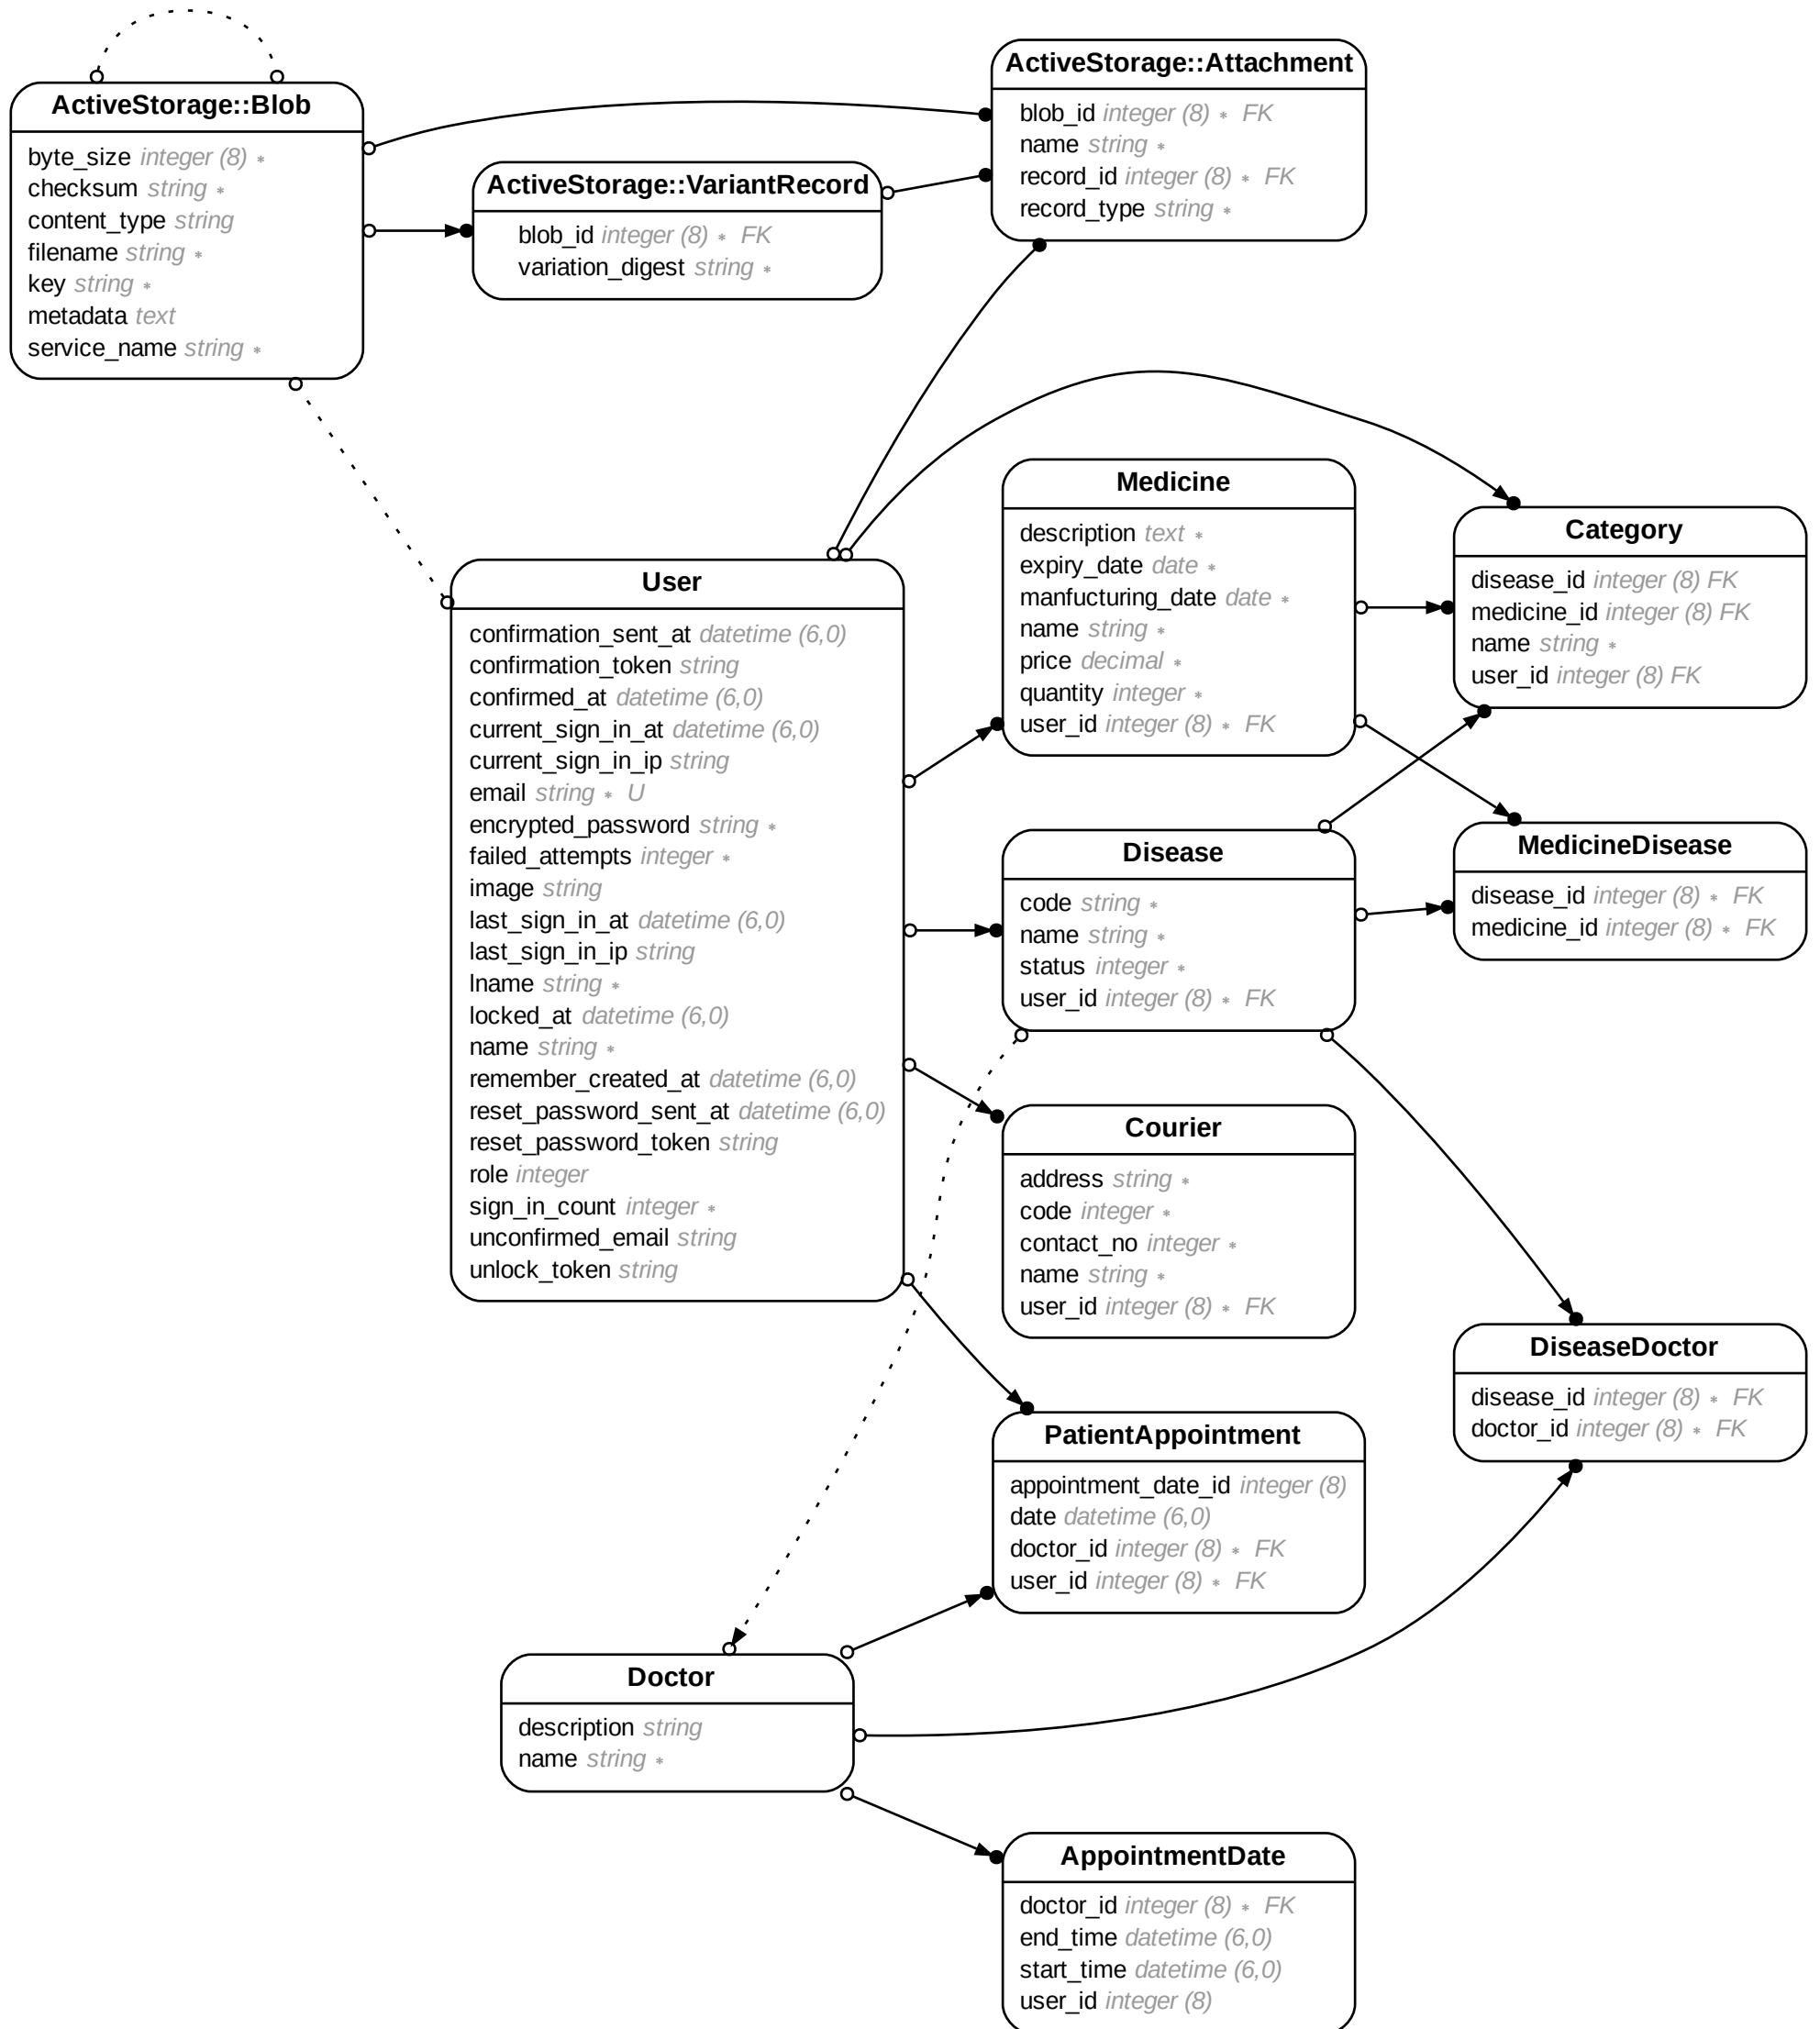 ActiveStorage::Blob
byte_size integer (8) *
checksum string *
content_type string
filename string *
key string *
metadata text
service_name string *
ActiveStorage::VariantRecord
blob_id integer (8) * FK
variation_digest string *
ActiveStorage::Attachment
blob_id integer (8) * FK
name string *
record_id integer (8) * FK
record_type string *
User
confirmation_sent_at datetime (6,0)
confirmation_token string
confirmed_at datetime (6,0)
current_sign_in_at datetime (6,0)
current_sign_in_ip string
email string * U
encrypted_password string *
failed_attempts integer *
image string
last_sign_in_at datetime (6,0)
last_sign_in_ip string
lname string *
locked_at datetime (6,0)
name string *
remember_created_at datetime (6,0)
reset_password_sent_at datetime (6,0)
reset_password_token string
role integer
sign_in_count integer *
unconfirmed_email string
unlock_token string
Medicine
description text *
expiry_date date *
manfucturing_date date *
name string *
price decimal *
quantity integer *
user_id integer (8) * FK
Category
disease_id integer (8) FK
medicine_id integer (8) FK
name string *
user_id integer (8) FK
Disease
code string *
name string *
status integer *
user_id integer (8) * FK
MedicineDisease
disease_id integer (8) * FK
medicine_id integer (8) * FK
Courier
address string *
code integer *
contact_no integer *
name string *
user_id integer (8) * FK
DiseaseDoctor
disease_id integer (8) * FK
doctor_id integer (8) * FK
PatientAppointment
appointment_date_id integer (8)
date datetime (6,0)
doctor_id integer (8) * FK
user_id integer (8) * FK
Doctor
description string
name string *
AppointmentDate
doctor_id integer (8) * FK
end_time datetime (6,0)
start_time datetime (6,0)
user_id integer (8)